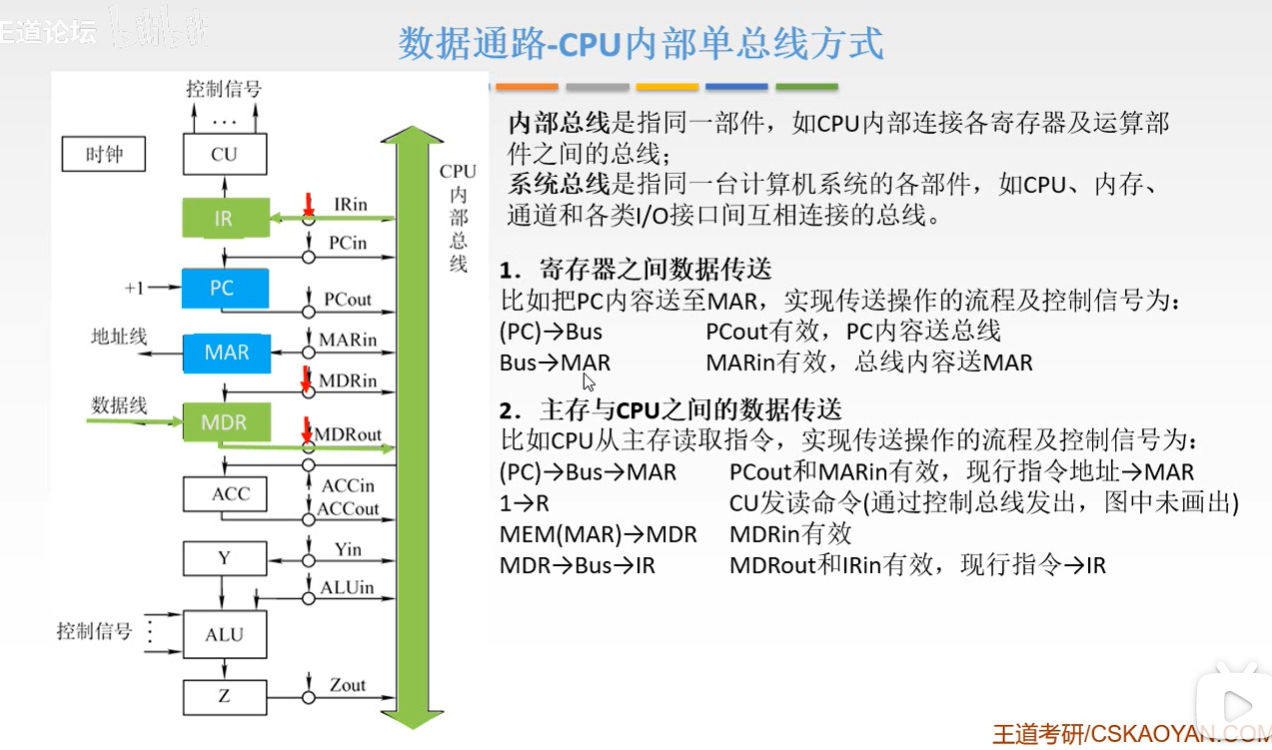 王道论坛
bilibili
数据通路-CPU内部单总线方式
控制信号
...
时钟
CU
CPU
内
部
总
线
IR
IRin
PCin
+1
PC
PCout
地址线
MAR
MARin
MDRin
数据线
MDR
MDRout
ACC
ACCin
ACCout
Y
Yin
ALUin
控制信号
ALU
Z
Zout
内部总线是指同一部件，如CPU内部连接各寄存器及运算部
件之间的总线；
系统总线是指同一台计算机系统的各部件，如CPU、内存、
通道和各类I/O接口间互相连接的总线。
1．寄存器之间数据传送
比如把PC内容送至MAR，实现传送操作的流程及控制信号为：
(PC)→Bus PCout有效，PC内容送总线
Bus→MAR MARin有效，总线内容送MAR
2．主存与CPU之间的数据传送
比如CPU从主存读取指令，实现传送操作的流程及控制信号为：
(PC)→Bus→MAR PCout和MARin有效，现行指令地址→MAR
1→R CU发读命令(通过控制总线发出，图中未画出)
MEM(MAR)→MDR MDRin有效
MDR→Bus→IR MDRout和IRin有效，现行指令→IR
王道考研/CSKAOYAN.COM